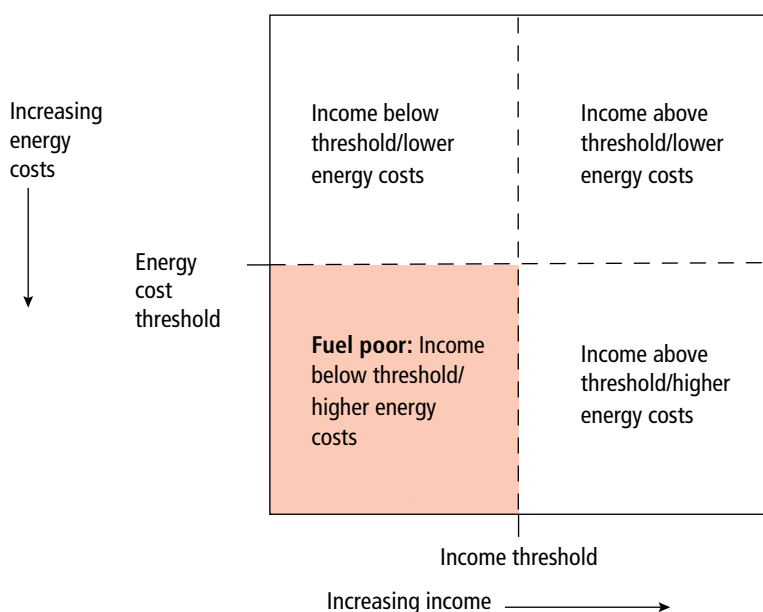 Increasing
energy
costs
Income below
threshold/lower
energy costs
Income above
threshold/lower
energy costs
Energy
cost
threshold
Fuel poor: Income
below threshold/
higher energy
costs
Income above
threshold/higher
energy costs
Income threshold
Increasing income